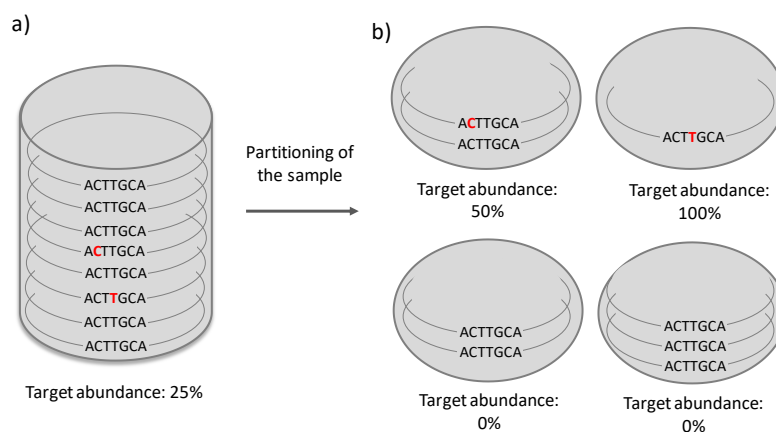 a)
ACTTGCA
ACTTGCA
ACTTGCA
ACTTGCA
ACTTGCA
ACTTGCA
ACTTGCA
ACTTGCA
Target abundance: 25%
Partitioning of
the sample
b)
ACTTGCA
ACTTGCA
Target abundance:
50%
ACTTGCA
Target abundance:
100%
ACTTGCA
ACTTGCA
Target abundance:
0%
ACTTGCA
ACTTGCA
ACTTGCA
Target abundance:
0%